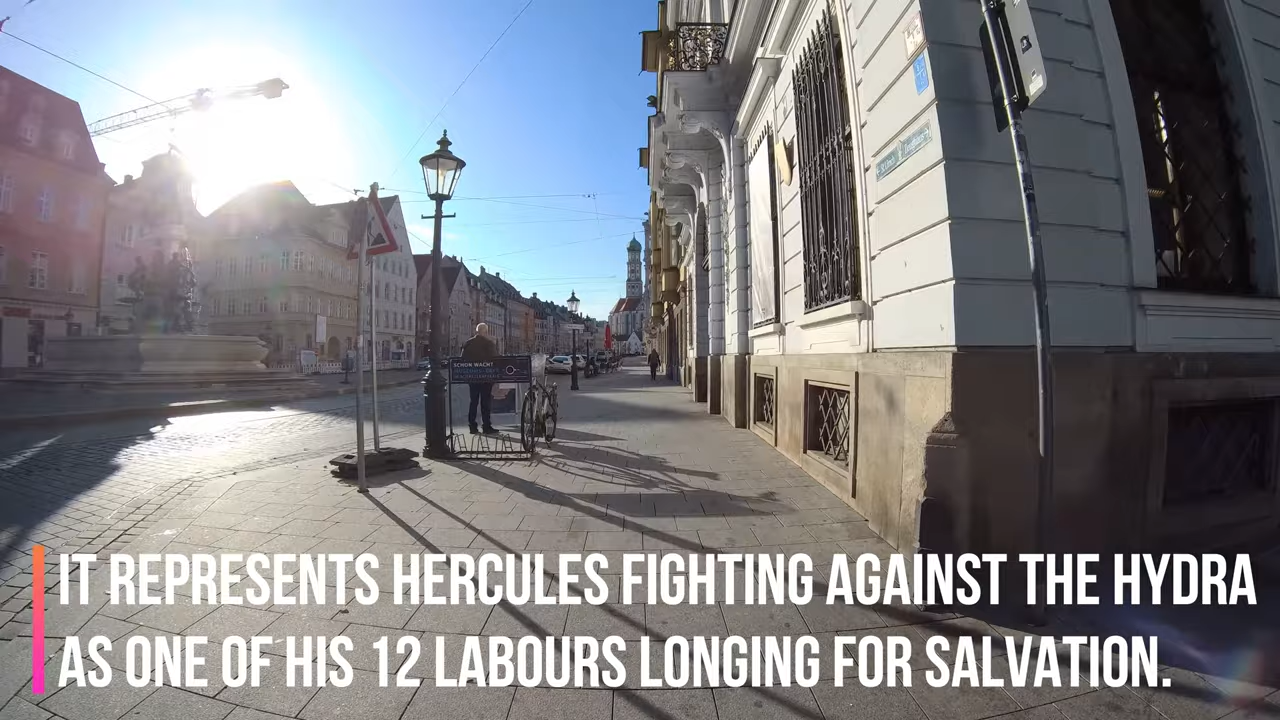 SCHON WACH?
IT REPRESENTS HERCULES FIGHTING AGAINST THE HYDRA
AS ONE OF HIS 12 LABOURS LONGING FOR SALVATION.